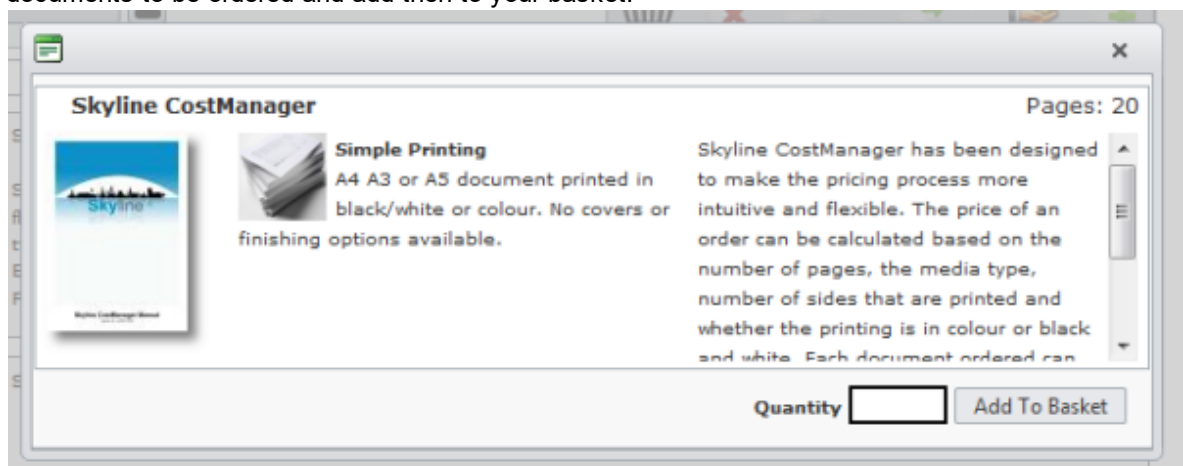 documents to be ordered and add then to your basket.
Skyline CostManager
Pages: 20
Skyline
Skyline CostManager Manual
Simple Printing
A4 A3 or A5 document printed in
black/white or colour. No covers or
finishing options available.
Skyline CostManager has been designed
to make the pricing process more
intuitive and flexible. The price of an
order can be calculated based on the
number of pages, the media type,
number of sides that are printed and
whether the printing is in colour or black
and white. Each document ordered can
Quantity
Add To Basket